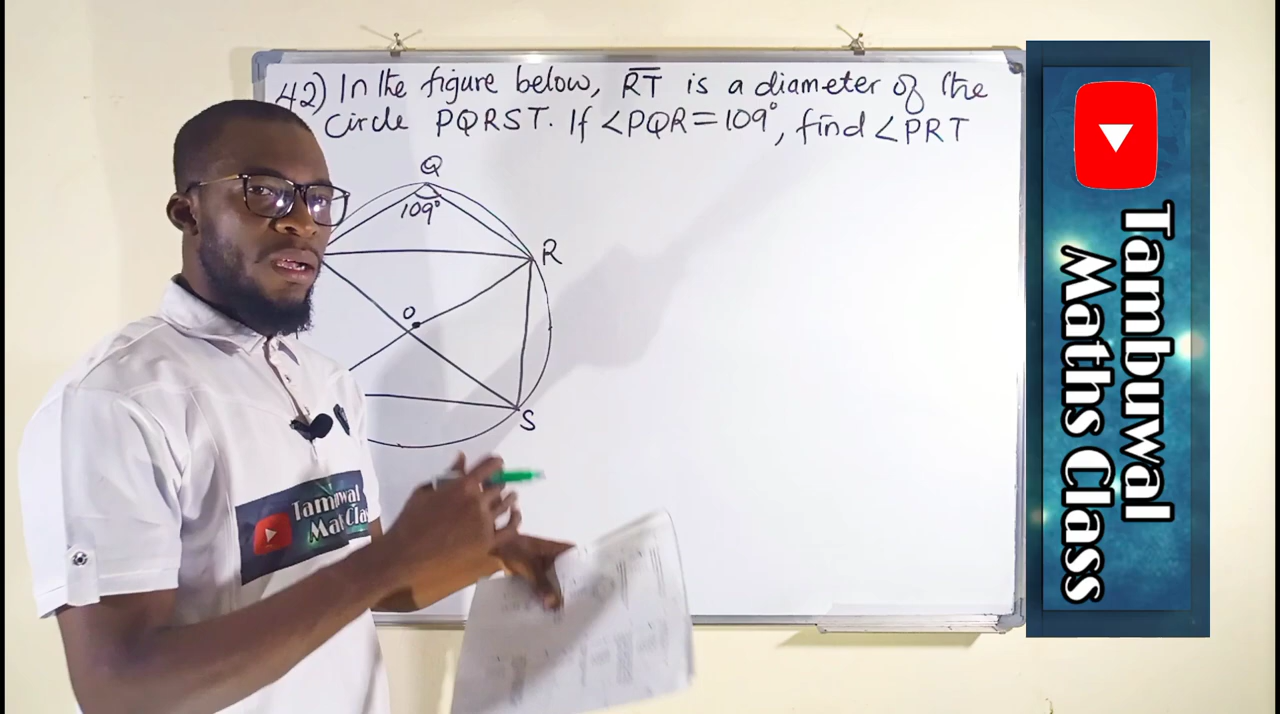 42) In the figure below, RT is a diameter of the
circle PQRST. If ∠PQR = 109°, find ∠PRT
Q
109°
R
O
S
Tambuwal
Maths Class